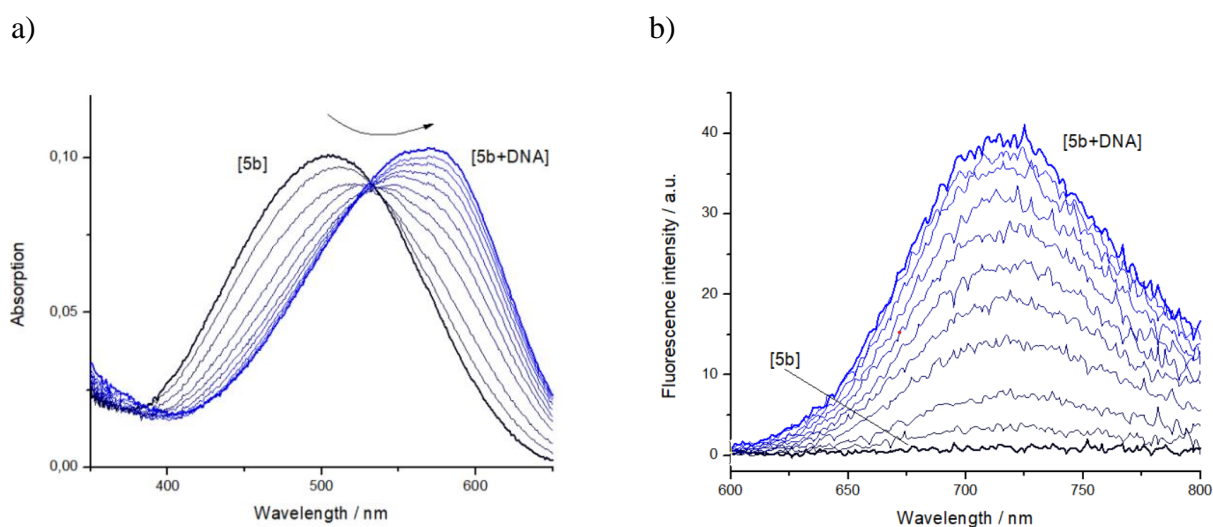 a)
b)
[5b]
[5b+DNA]
0,10
0,05
0,00
400
500
600
Absorption
Wavelength / nm
[5b+DNA]
[5b]
40
30
20
10
0
600
650
700
750
800
Fluorescence intensity / a.u.
Wavelength / nm